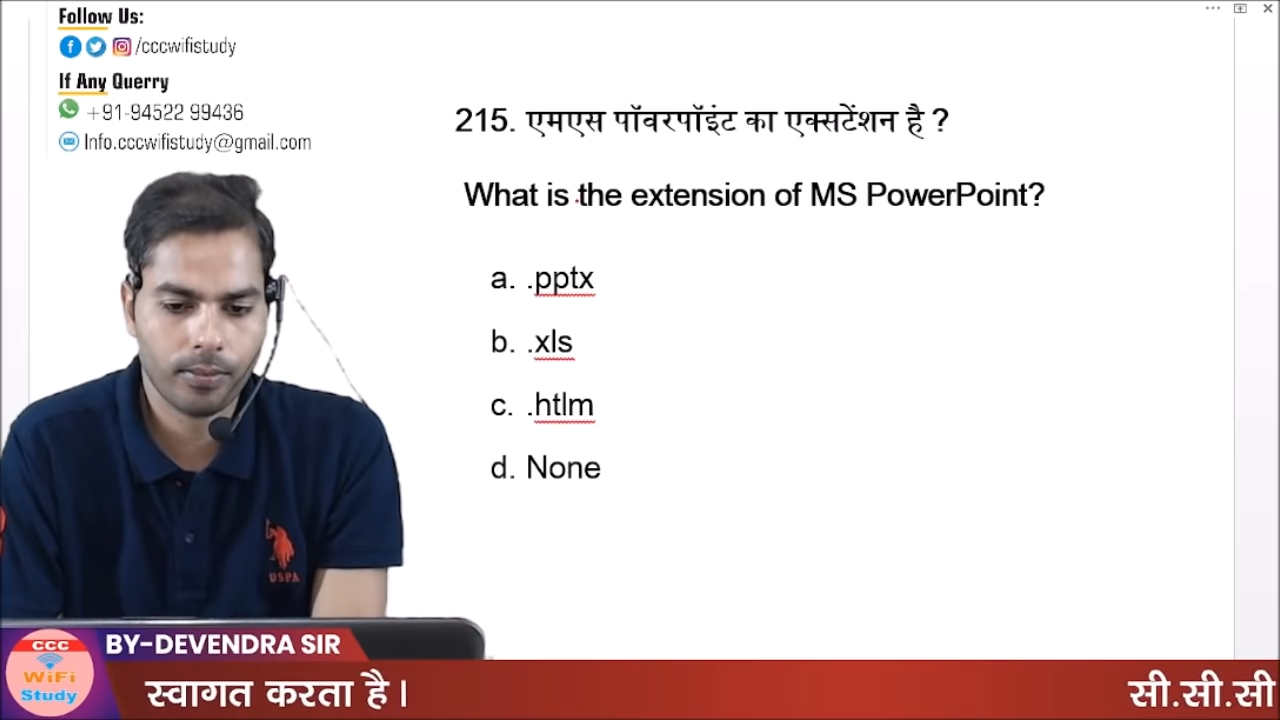 Follow Us:
/cccwifistudy
If Any Querry
+91-94522 99436
Info.cccwifistudy@gmail.com
215. एमएस पॉवरपॉइंट का एक्सटेंशन है ?
What is the extension of MS PowerPoint?
a. .pptx
b. .xls
c. .htlm
d. None
USPA
CCC
WiFi
Study
BY-DEVENDRA SIR
स्वागत करता है।
सी.सी.सी